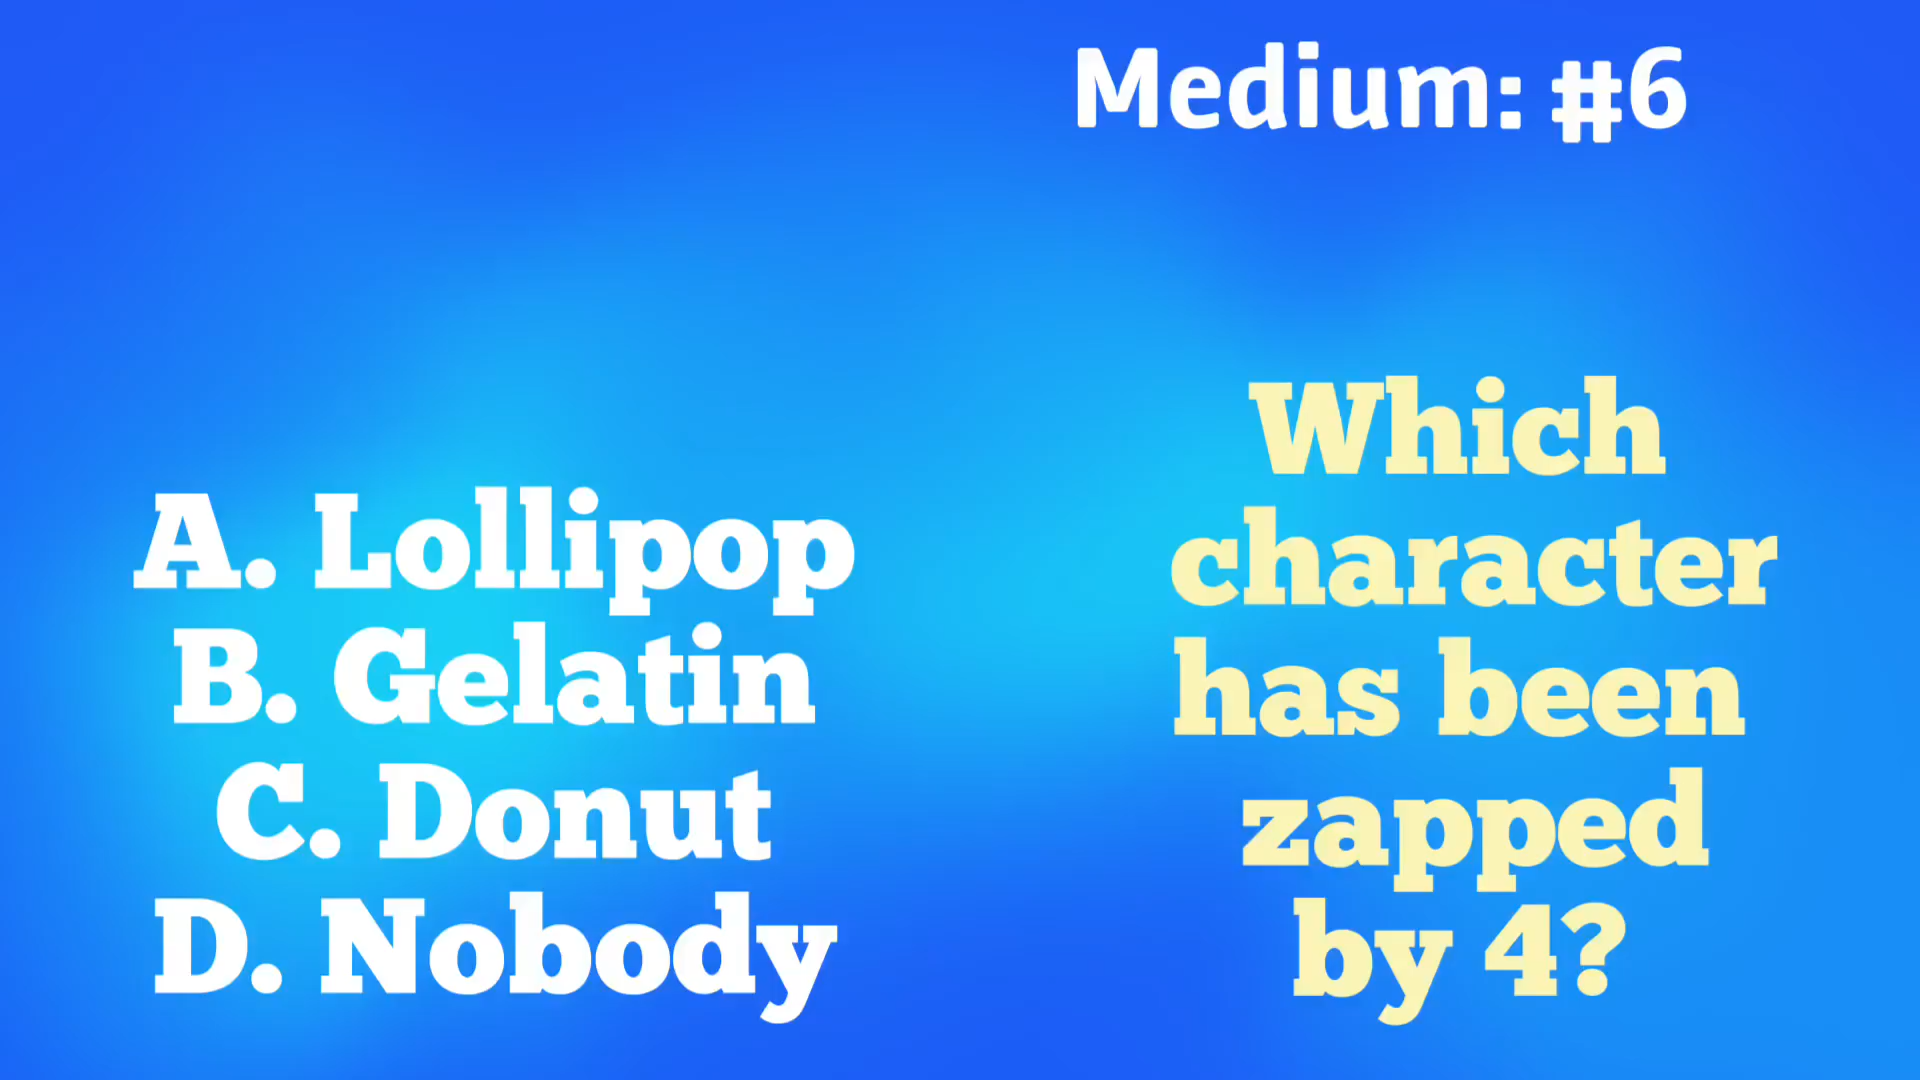 Medium: #6
Which
character
has been
zapped
by 4?
A. Lollipop
B. Gelatin
C. Donut
D. Nobody